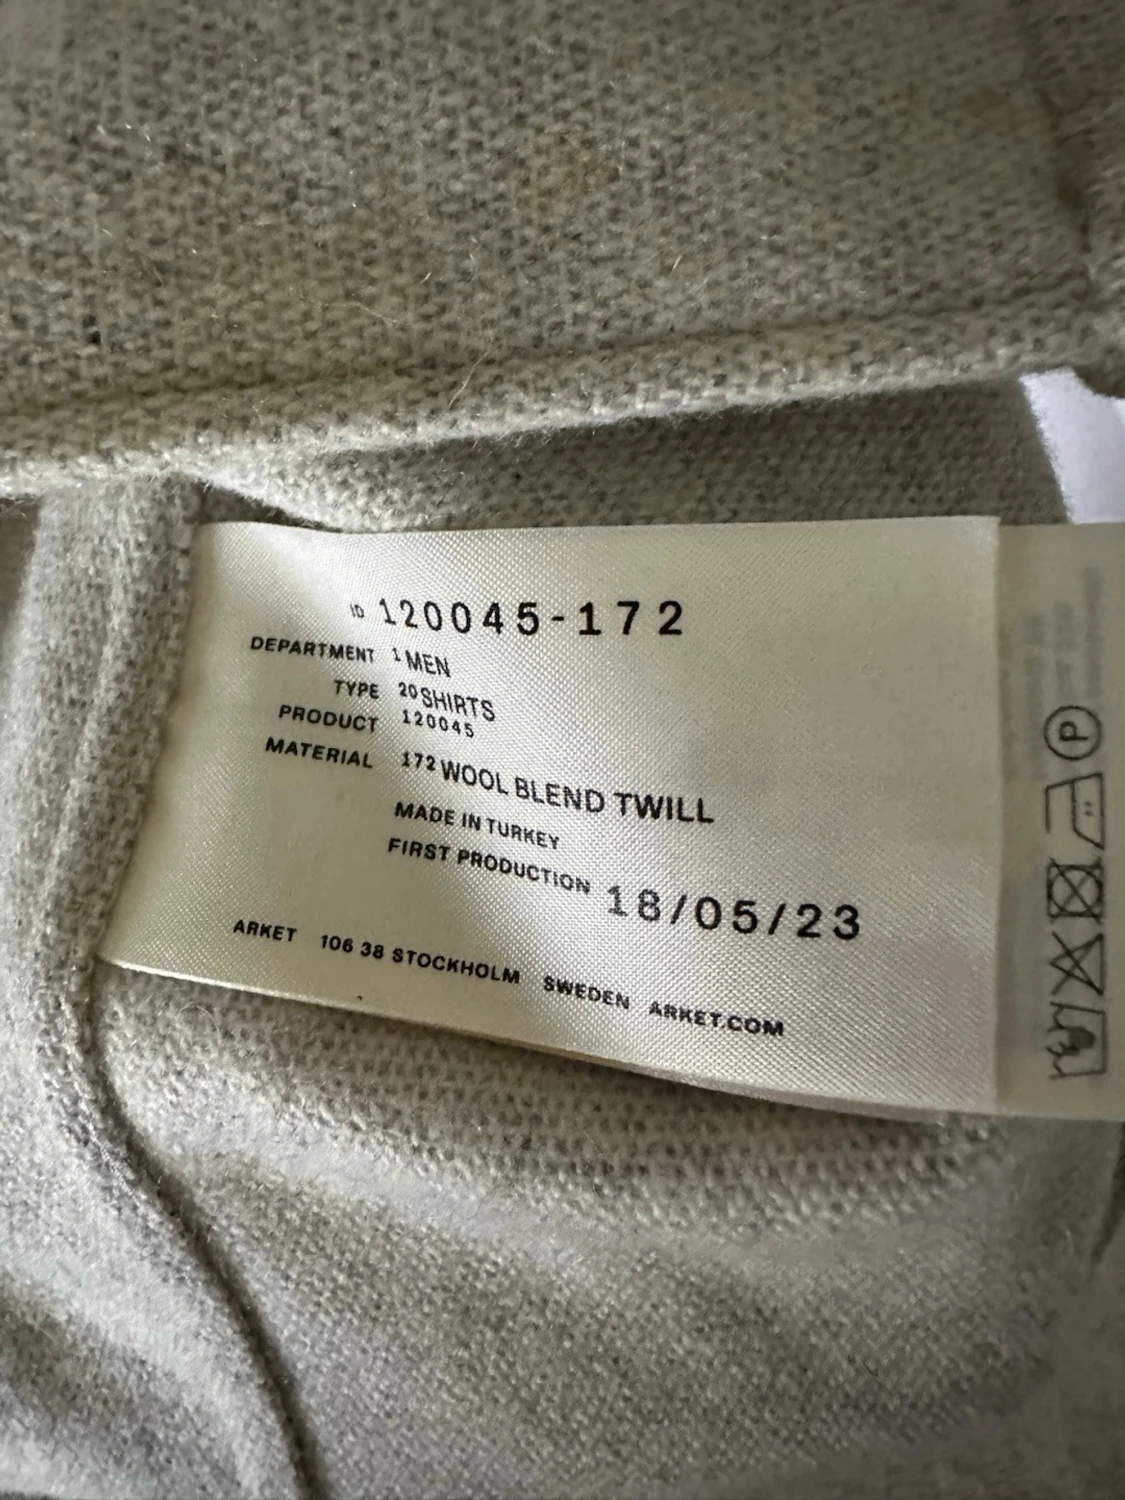 ID 120045-172
DEPARTMENT 1 MEN
TYPE 20 SHIRTS
PRODUCT 120045
MATERIAL 172 WOOL BLEND TWILL
MADE IN TURKEY
FIRST PRODUCTION 18/05/23
ARKET 106 38 STOCKHOLM SWEDEN ARKET.COM
P